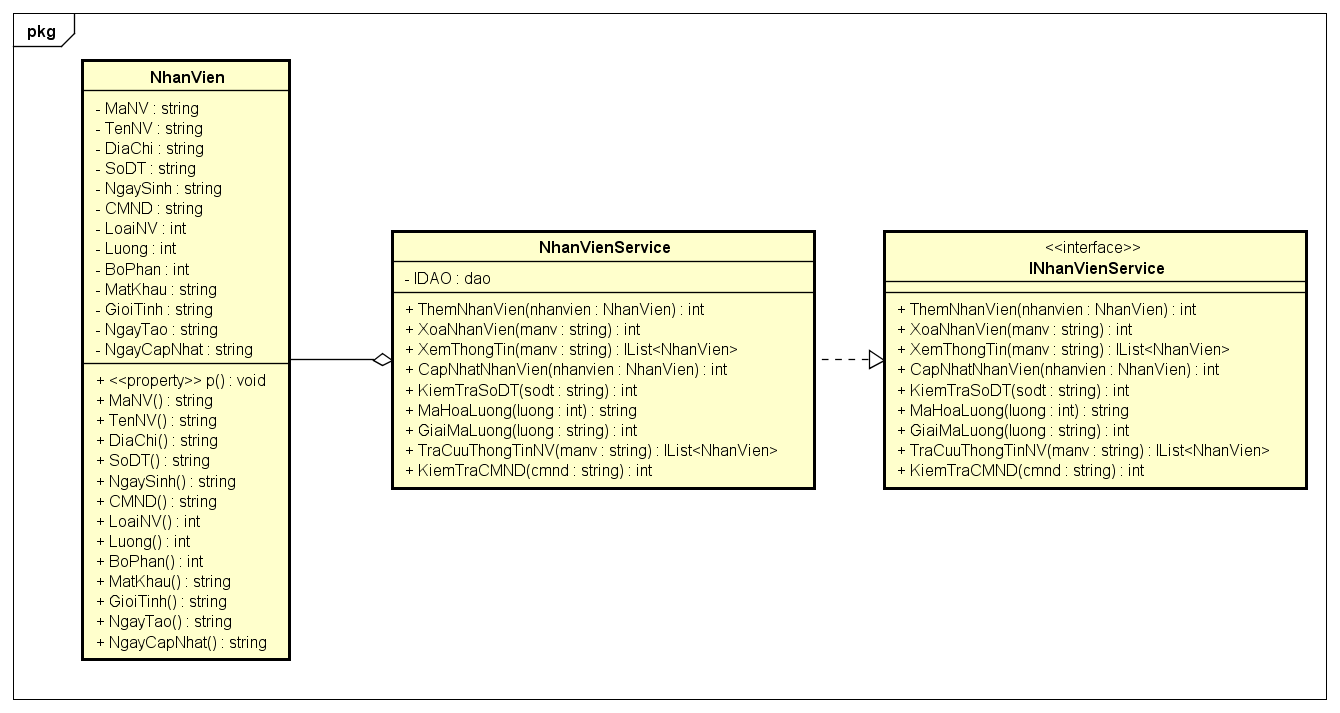 pkg
NhanVien
- MaNV : string
- TenNV : string
- DiaChi : string
- SoDT : string
- NgaySinh : string
- CMND : string
- LoaiNV : int
- Luong : int
- BoPhan : int
- MatKhau : string
- GioiTinh : string
- NgayTao : string
- NgayCapNhat : string
+ <<property>> p() : void
+ MaNV() : string
+ TenNV() : string
+ DiaChi() : string
+ SoDT() : string
+ NgaySinh() : string
+ CMND() : string
+ LoaiNV() : int
+ Luong() : int
+ BoPhan() : int
+ MatKhau() : string
+ GioiTinh() : string
+ NgayTao() : string
+ NgayCapNhat() : string
NhanVienService
- IDAO : dao
+ ThemNhanVien(nhanvien : NhanVien) : int
+ XoaNhanVien(manv : string) : int
+ XemThongTin(manv : string) : IList<NhanVien>
+ CapNhatNhanVien(nhanvien : NhanVien) : int
+ KiemTraSoDT(sodt : string) : int
+ MaHoaLuong(luong : int) : string
+ GiaiMaLuong(luong : string) : int
+ TraCuuThongTinNV(manv : string) : IList<NhanVien>
+ KiemTraCMND(cmnd : string) : int
<<interface>>
INhanVienService
+ ThemNhanVien(nhanvien : NhanVien) : int
+ XoaNhanVien(manv : string) : int
+ XemThongTin(manv : string) : IList<NhanVien>
+ CapNhatNhanVien(nhanvien : NhanVien) : int
+ KiemTraSoDT(sodt : string) : int
+ MaHoaLuong(luong : int) : string
+ GiaiMaLuong(luong : string) : int
+ TraCuuThongTinNV(manv : string) : IList<NhanVien>
+ KiemTraCMND(cmnd : string) : int